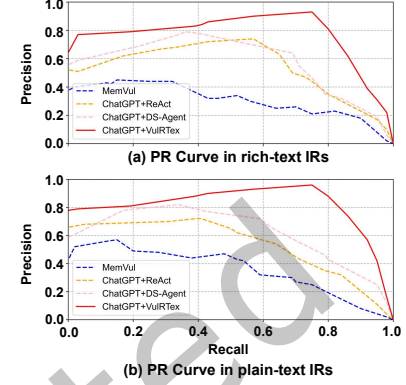 Precision
1.0
0.8
0.6
0.4
0.2
0.0
MemVul
ChatGPT+ReAct
ChatGPT+DS-Agent
ChatGPT+VulRTex
(a) PR Curve in rich-text IRs
Precision
1.0
0.8
0.6
0.4
0.2
0.0
MemVul
ChatGPT+ReAct
ChatGPT+DS-Agent
ChatGPT+VulRTex
0.0 0.2 0.4 0.6 0.8 1.0
Recall
(b) PR Curve in plain-text IRs